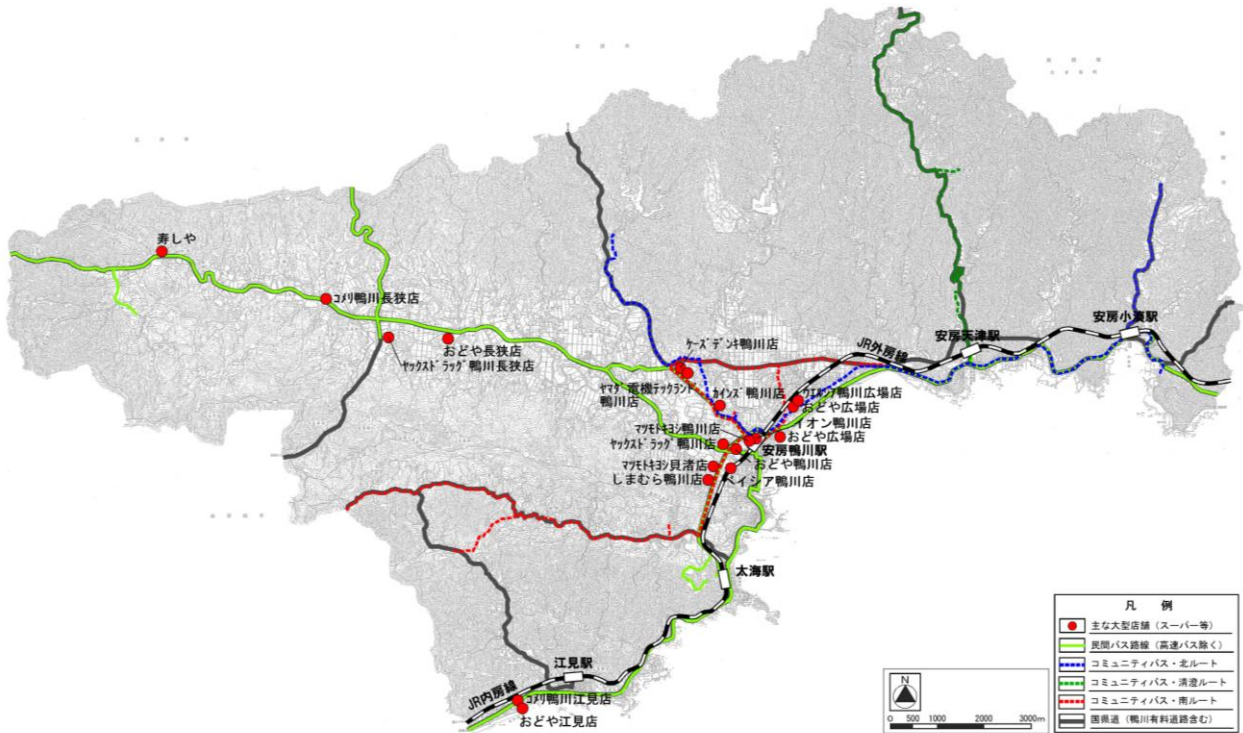 寿しや
コメリ鴨川長狭店
おどや長狭店
ヤックスドラッグ鴨川長狭店
ケーズデンキ鴨川店
ヤマダ電機テックランド
鴨川店
カインズ鴨川店
ウエルシア鴨川広場店
おどや広場店
イオン鴨川店
おどや広場店
マツモトキヨシ鴨川店
ヤックスドラッグ鴨川店
安房鴨川駅
おどや鴨川店
マツモトキヨシ貝渚店
しまむら鴨川店
ベイシア鴨川店
JR外房線
安房天津駅
安房小湊駅
太海駅
江見駅
JR内房線
コメリ鴨川江見店
おどや江見店
N
0 500 1000 2000 3000m
凡 例
主な大型店舗（スーパー等）
民間バス路線（高速バス除く）
コミュニティバス・北ルート
コミュニティバス・清澄ルート
コミュニティバス・南ルート
国県道（鴨川有料道路含む）